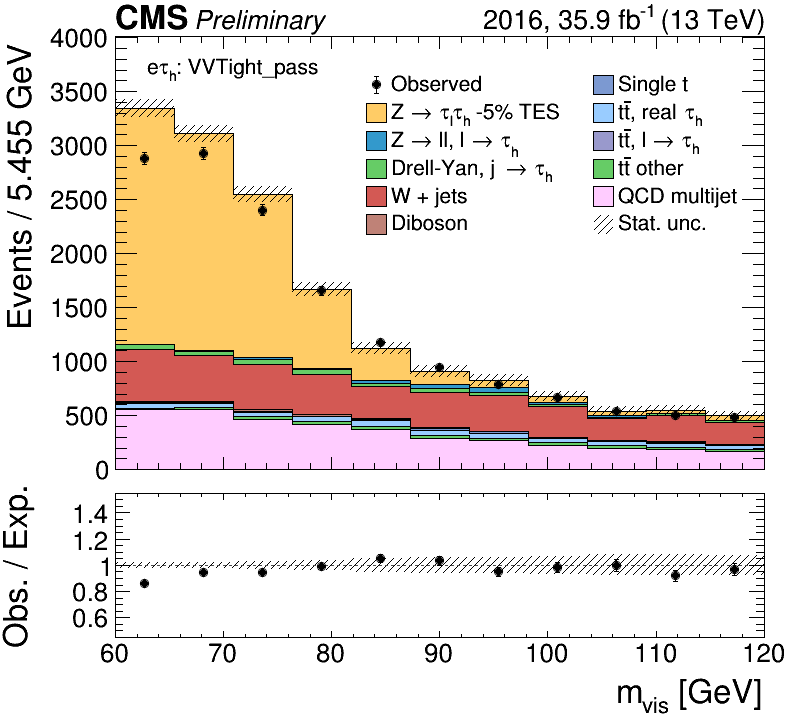 CMS Preliminary 2016, 35.9 fb⁻¹ (13 TeV)
Events / 5.455 GeV
4000
3500
3000
2500
2000
1500
1000
500
0
eτₕ: VVTight_pass
Observed
Z → τₗτₕ -5% TES
Z → ll, l → τₕ
Drell-Yan, j → τₕ
W + jets
Diboson
Single t
tt̄, real τₕ
tt̄, l → τₕ
tt̄ other
QCD multijet
Stat. unc.
Obs. / Exp.
1.4
1.2
1
0.8
0.6
60 70 80 90 100 110 120
m_vis [GeV]